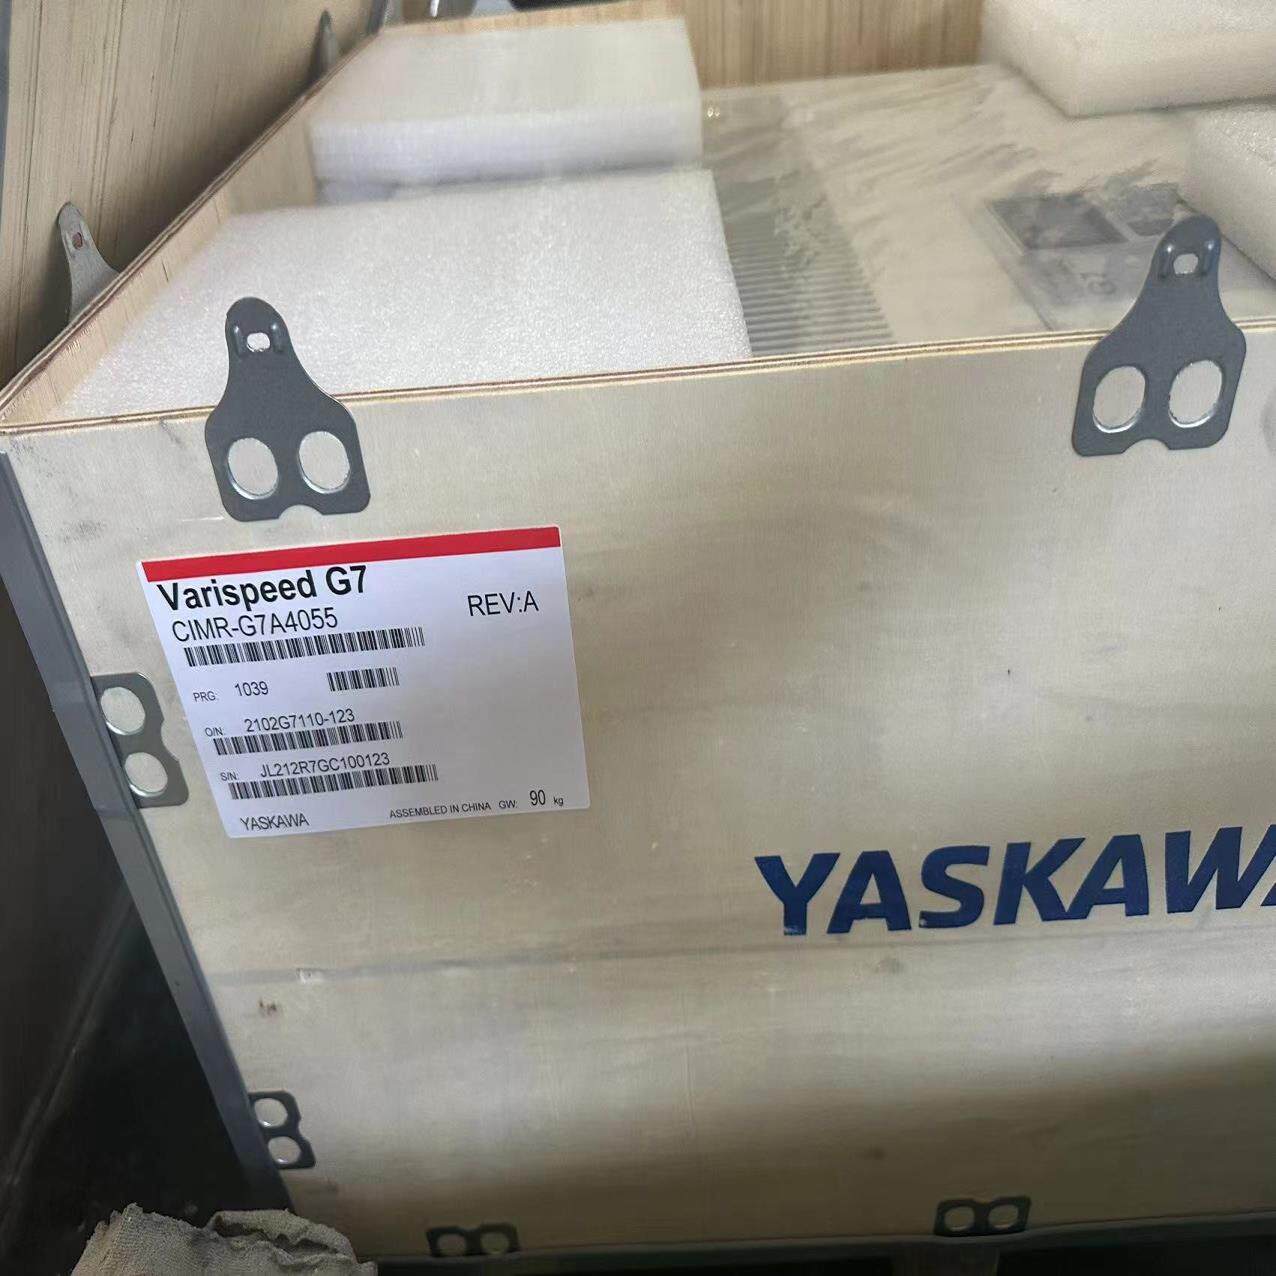 Varispeed G7
CIMR-G7A4055 REV:A
PRG: 1039
O/N: 2102G7110-123
S/N: JL212R7GC100123
YASKAWA ASSEMBLED IN CHINA GW: 90 kg
YASKAWA